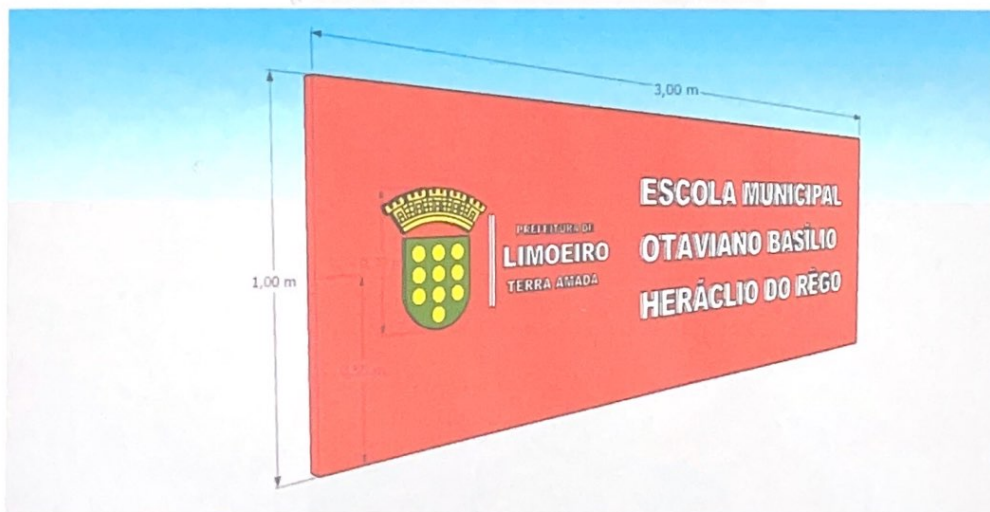 3,00 m
1,00 m
PREFEITURA DE
LIMOEIRO
TERRA AMADA
ESCOLA MUNICIPAL
OTAVIANO BASÍLIO
HERÁCLIO DO RÊGO